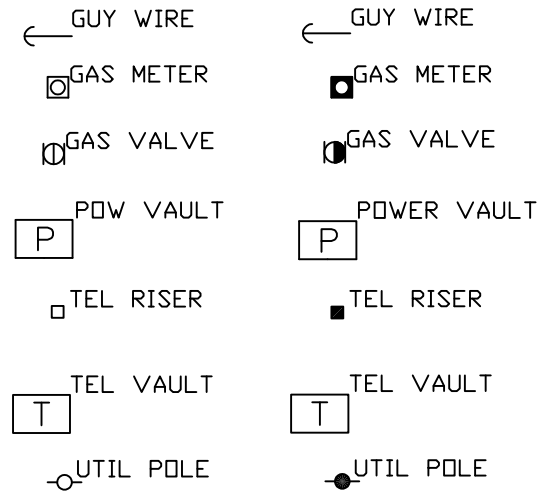 GUY WIRE GUY WIRE
GAS METER GAS METER
GAS VALVE GAS VALVE
POW VAULT POWER VAULT
P P
TEL RISER TEL RISER
TEL VAULT TEL VAULT
T T
UTIL POLE UTIL POLE